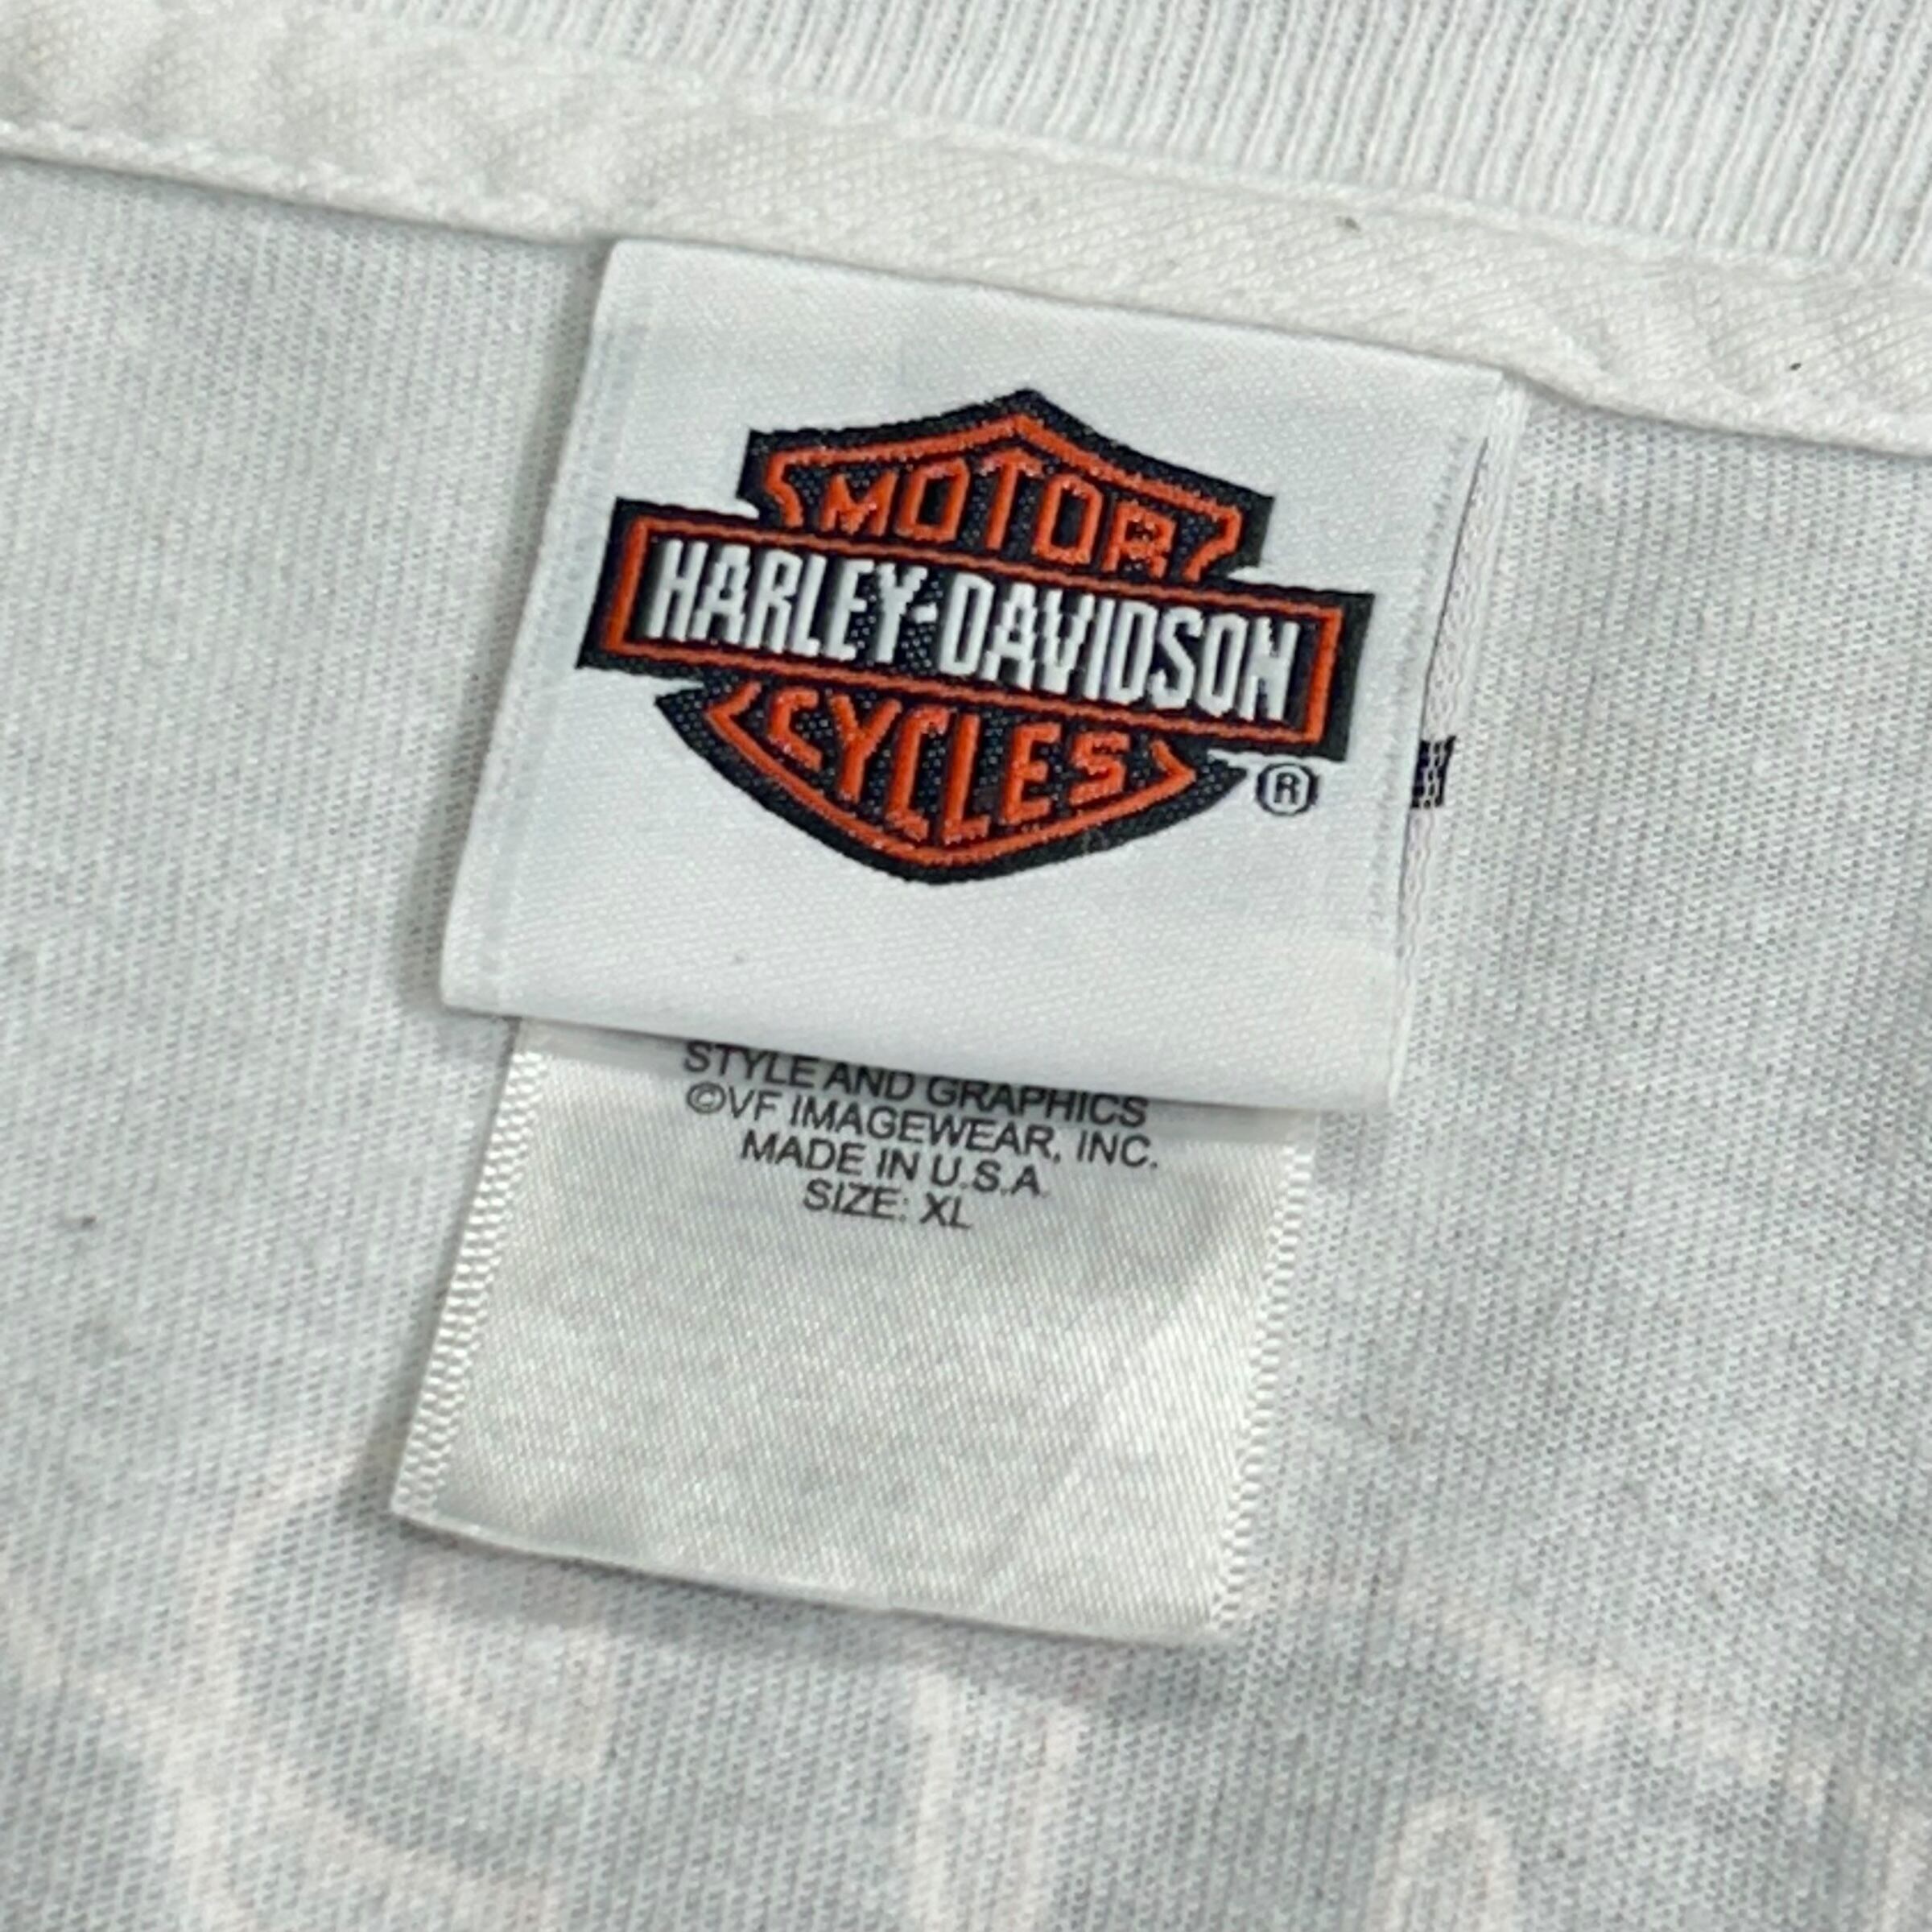 MOTOR
HARLEY-DAVIDSON
CYCLES
®
STYLE AND GRAPHICS
©VF IMAGEWEAR, INC.
MADE IN U.S.A.
SIZE: XL